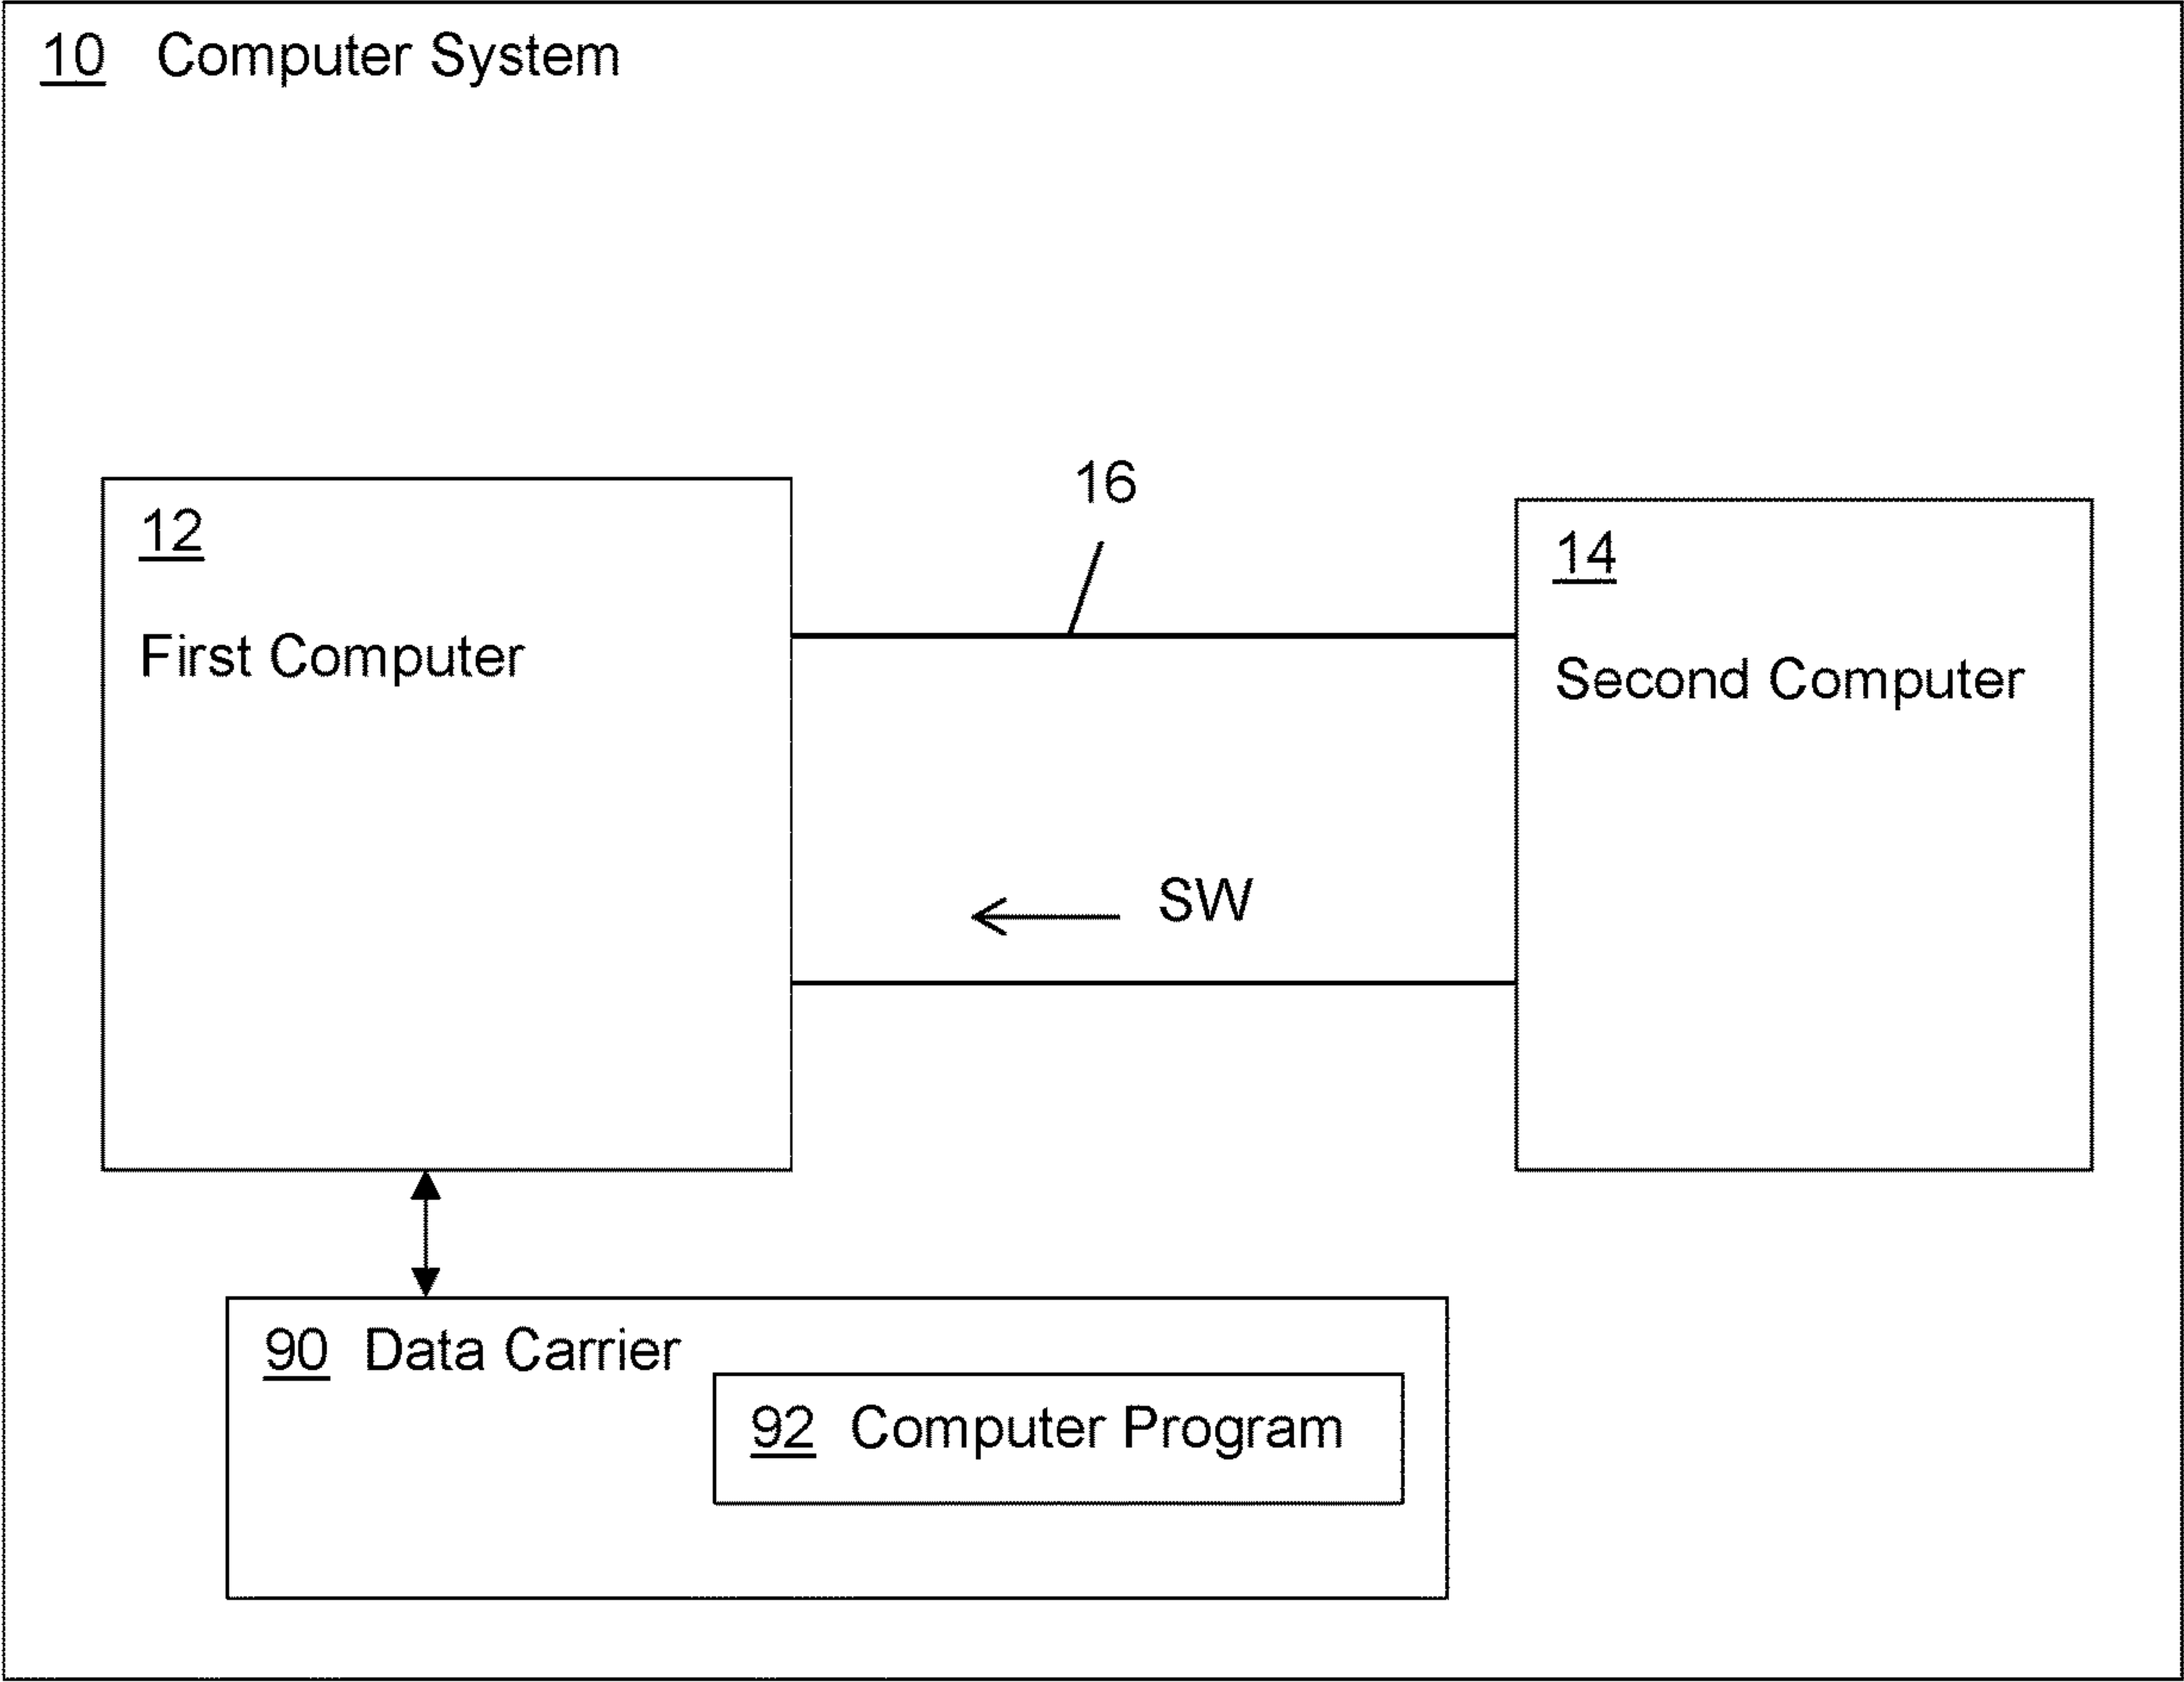 10 Computer System
16
12
14
First Computer
Second Computer
SW
90 Data Carrier
92 Computer Program